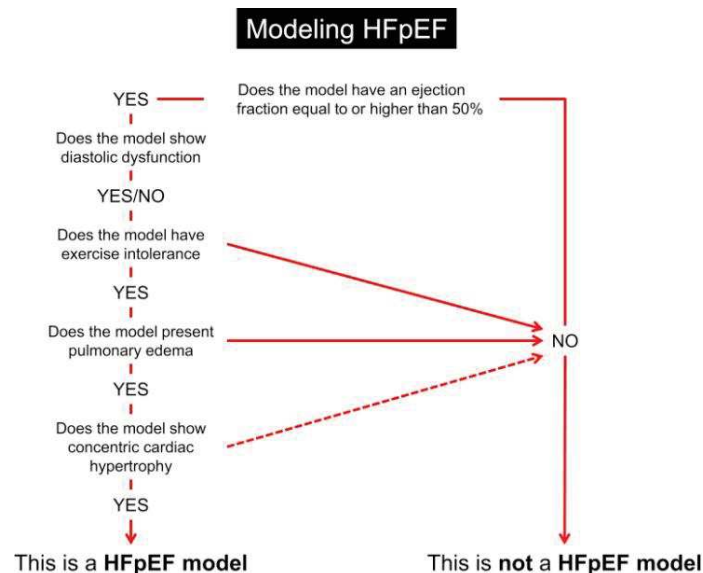 Modeling HFpEF
Does the model have an ejection
fraction equal to or higher than 50%
YES
Does the model show
diastolic dysfunction
YES/NO
Does the model have
exercise intolerance
YES
Does the model present
pulmonary edema
NO
YES
Does the model show
concentric cardiac
hypertrophy
YES
This is a HFpEF model
This is not a HFpEF model